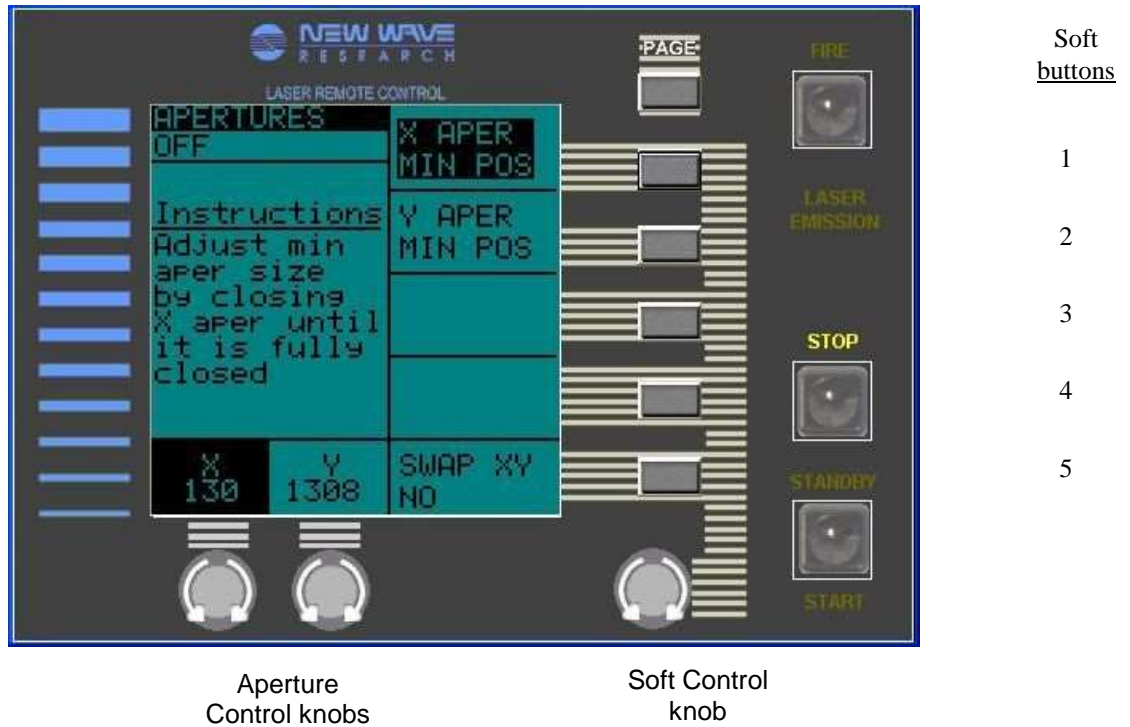 NEW WAVE
RESEARCH
LASER REMOTE CONTROL
APERTURES
OFF
Instructions
Adjust min
aper size
by closing
X aper until
it is fully
closed
X
130
Y
1308
X APER
MIN POS
Y APER
MIN POS
SWAP XY
NO
PAGE
FIRE
LASER
EMISSION
STOP
STANDBY
START
Soft
buttons
1
2
3
4
5
Aperture
Control knobs
Soft Control
knob